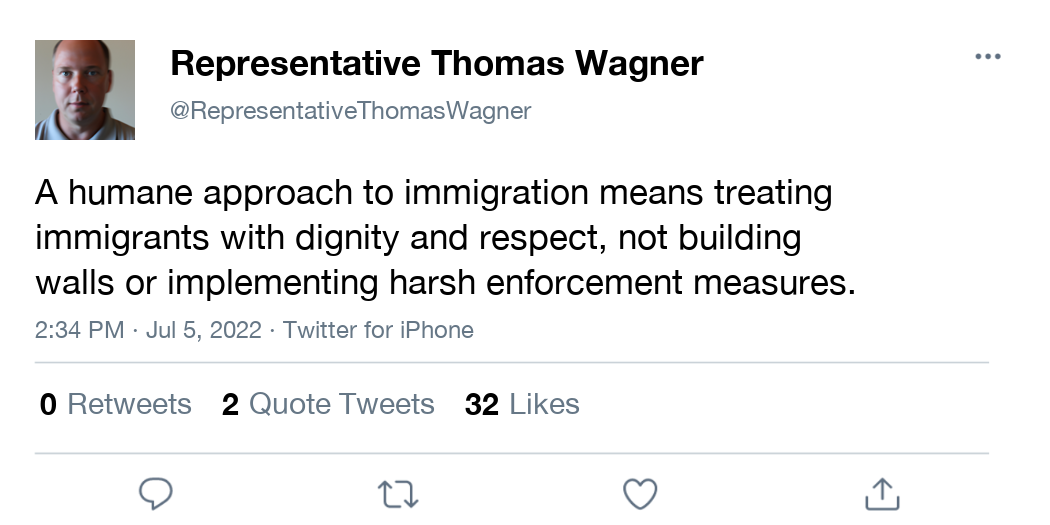 Representative Thomas Wagner
@RepresentativeThomasWagner
A humane approach to immigration means treating
immigrants with dignity and respect, not building
walls or implementing harsh enforcement measures.
2:34 PM · Jul 5, 2022 · Twitter for iPhone
0 Retweets 2 Quote Tweets 32 Likes